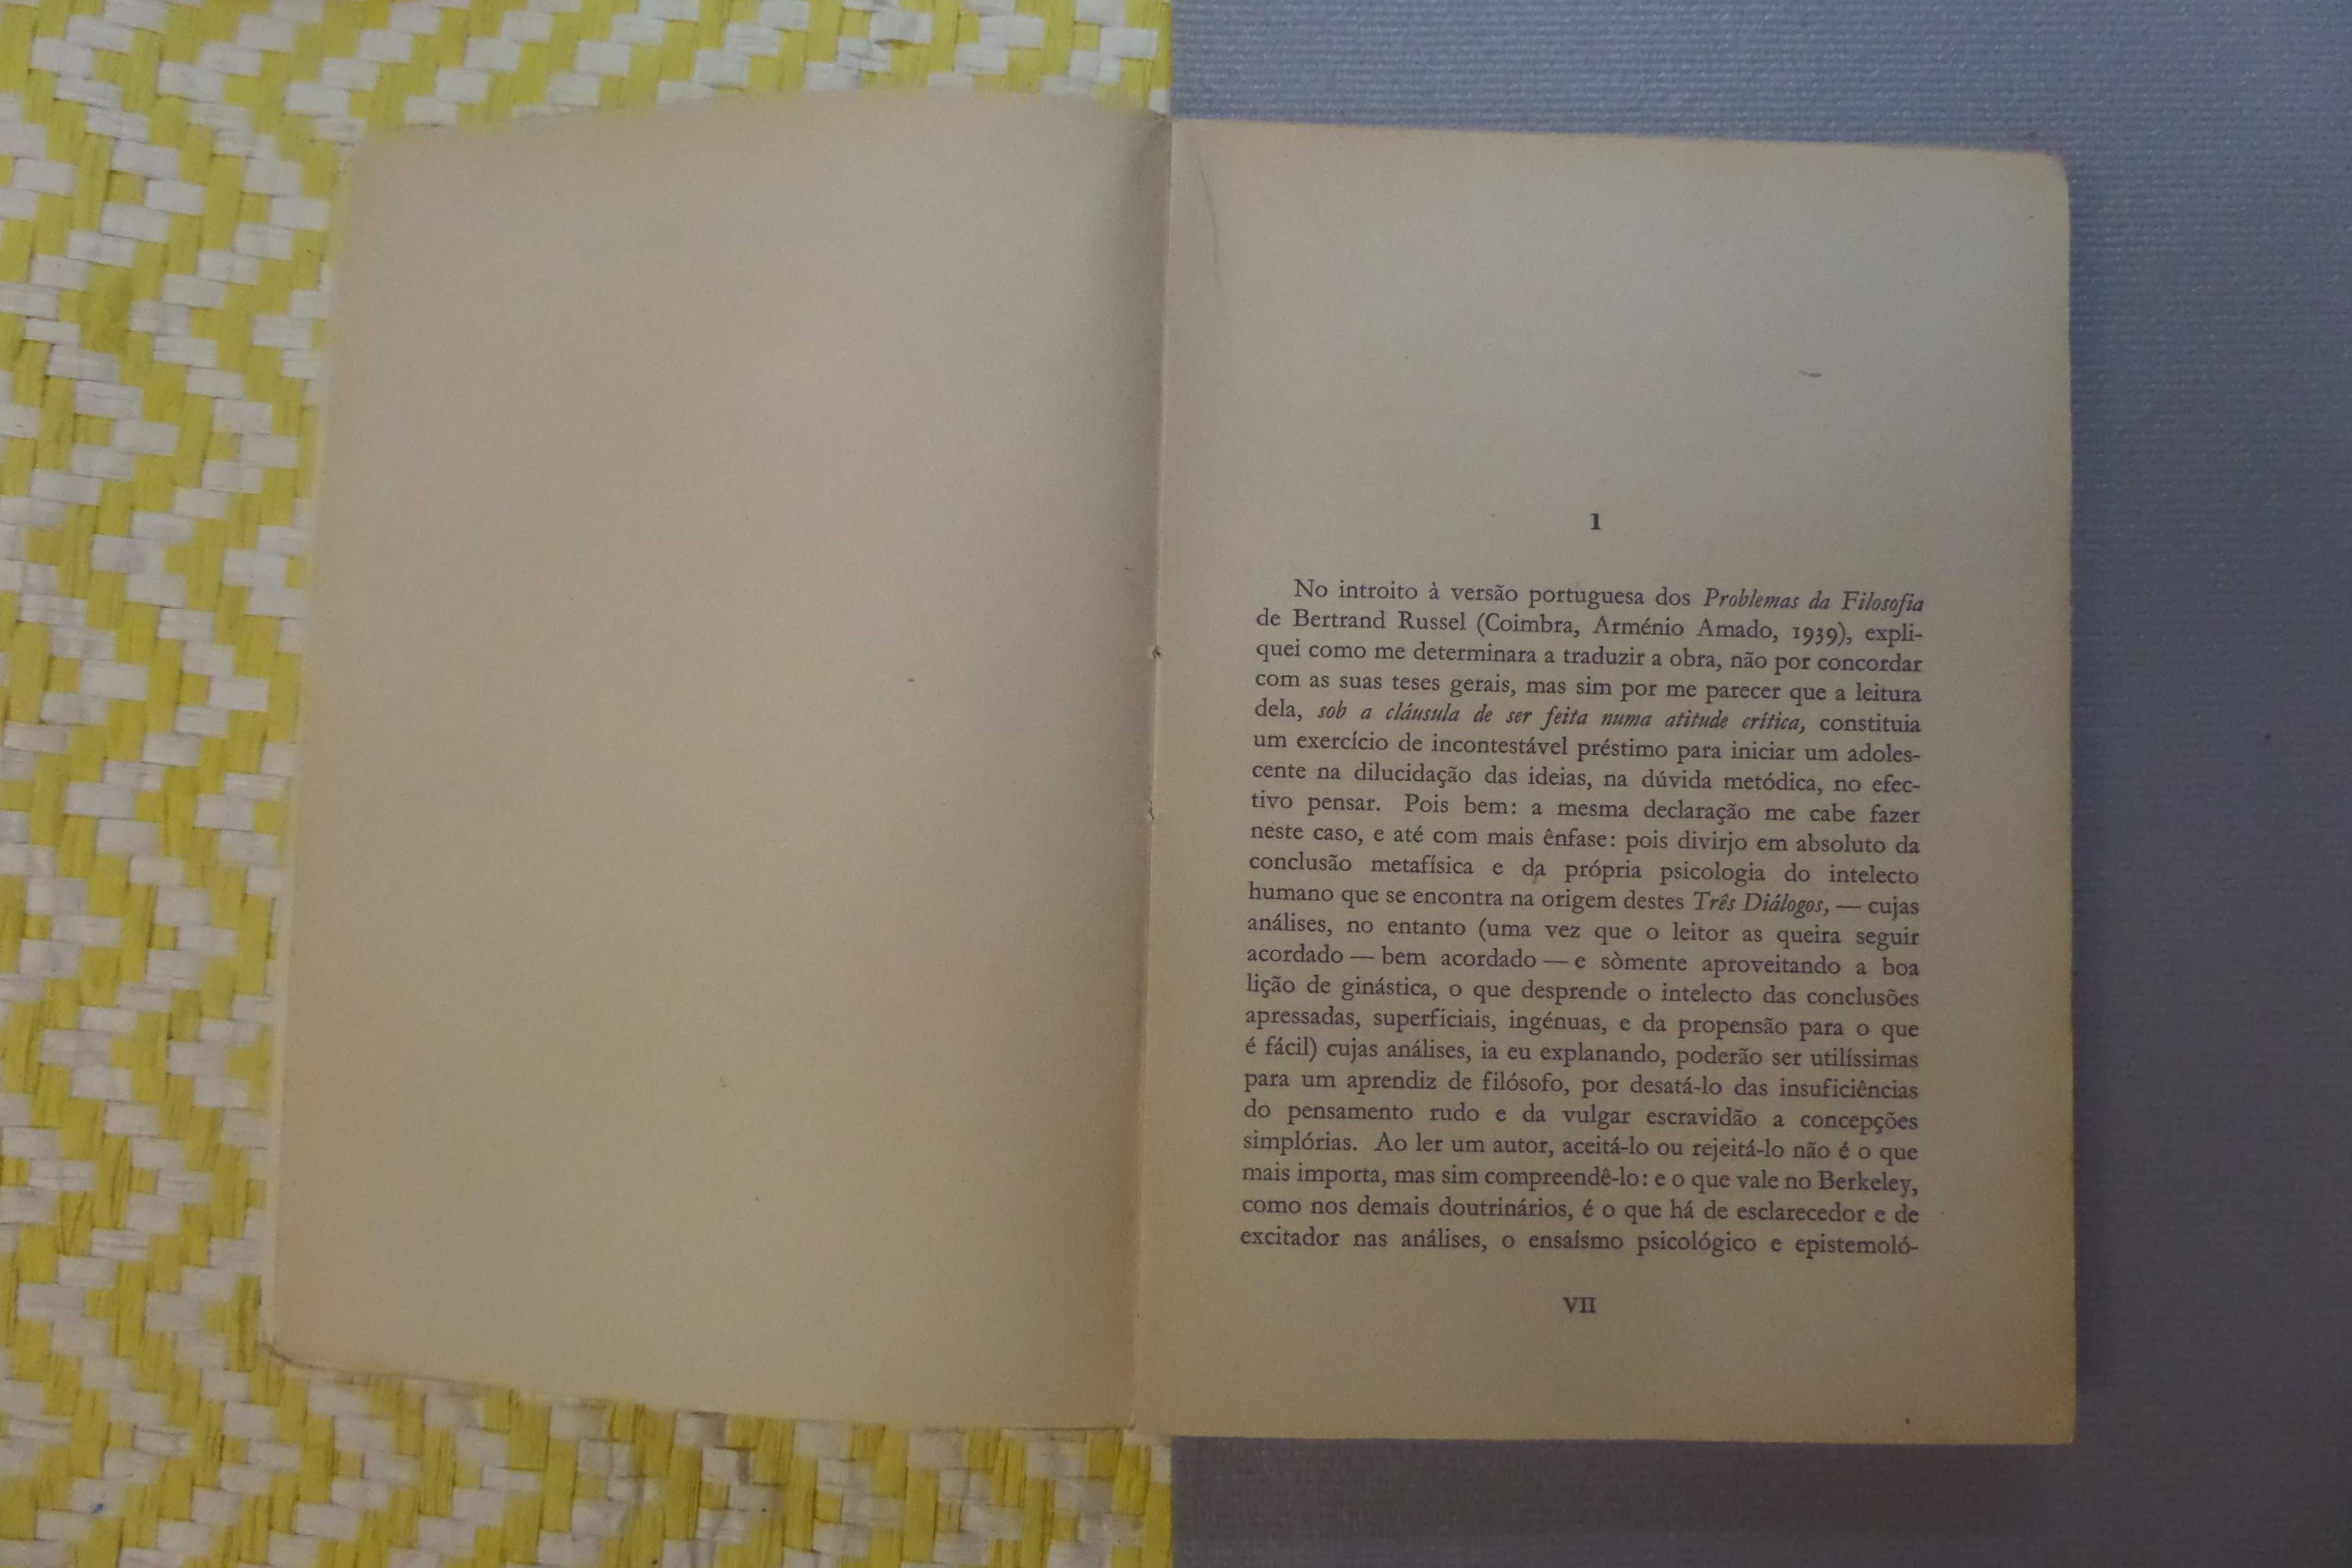 1
No introito à versão portuguesa dos Problemas da Filosofia
de Bertrand Russel (Coimbra, Arménio Amado, 1939), expli-
quei como me determinara a traduzir a obra, não por concordar
com as suas teses gerais, mas sim por me parecer que a leitura
dela, sob a cláusula de ser feita numa atitude crítica, constituia
um exercício de incontestável préstimo para iniciar um adoles-
cente na dilucidação das ideias, na dúvida metódica, no efec-
tivo pensar. Pois bem: a mesma declaração me cabe fazer
neste caso, e até com mais ênfase: pois divirjo em absoluto da
conclusão metafísica e da própria psicologia do intelecto
humano que se encontra na origem destes Três Diálogos, — cujas
análises, no entanto (uma vez que o leitor as queira seguir
acordado — bem acordado — e sòmente aproveitando a boa
lição de ginástica, o que desprende o intelecto das conclusões
apressadas, superficiais, ingénuas, e da propensão para o que
é fácil) cujas análises, ia eu explanando, poderão ser utilíssimas
para um aprendiz de filósofo, por desatá-lo das insuficiências
do pensamento rudo e da vulgar escravidão a concepções
simplórias. Ao ler um autor, aceitá-lo ou rejeitá-lo não é o que
mais importa, mas sim compreendê-lo: e o que vale no Berkeley,
como nos demais doutrinários, é o que há de esclarecedor e de
excitador nas análises, o ensaísmo psicológico e epistemoló-
VII